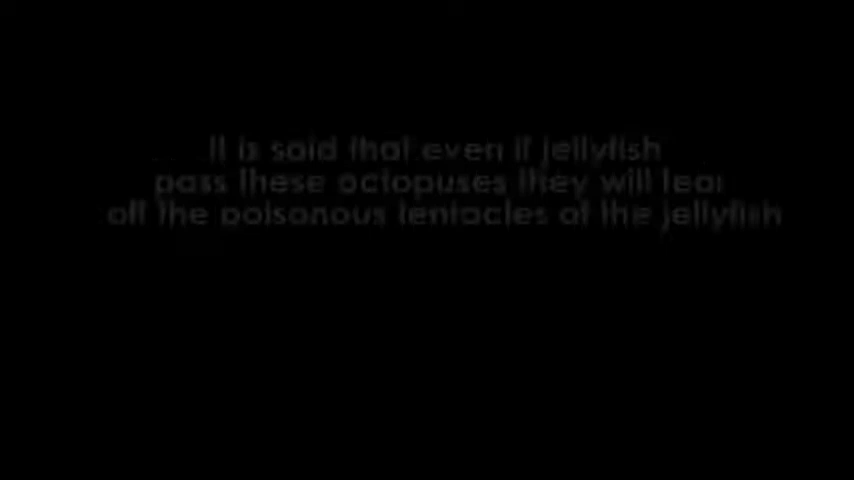 It is said that even if jellyfish
pass these octopuses they will tear
off the poisonous tentacles of the jellyfish